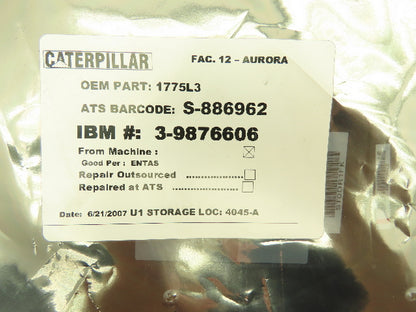 CATERPILLAR FAC. 12 - AURORA
OEM PART: 1775L3
ATS BARCODE: S-886962
IBM #: 3-9876606
From Machine :
Good Per : ENTAS
Repair Outsourced ....................
Repaired at ATS ........................
Date: 6/21/2007 U1 STORAGE LOC: 4045-A